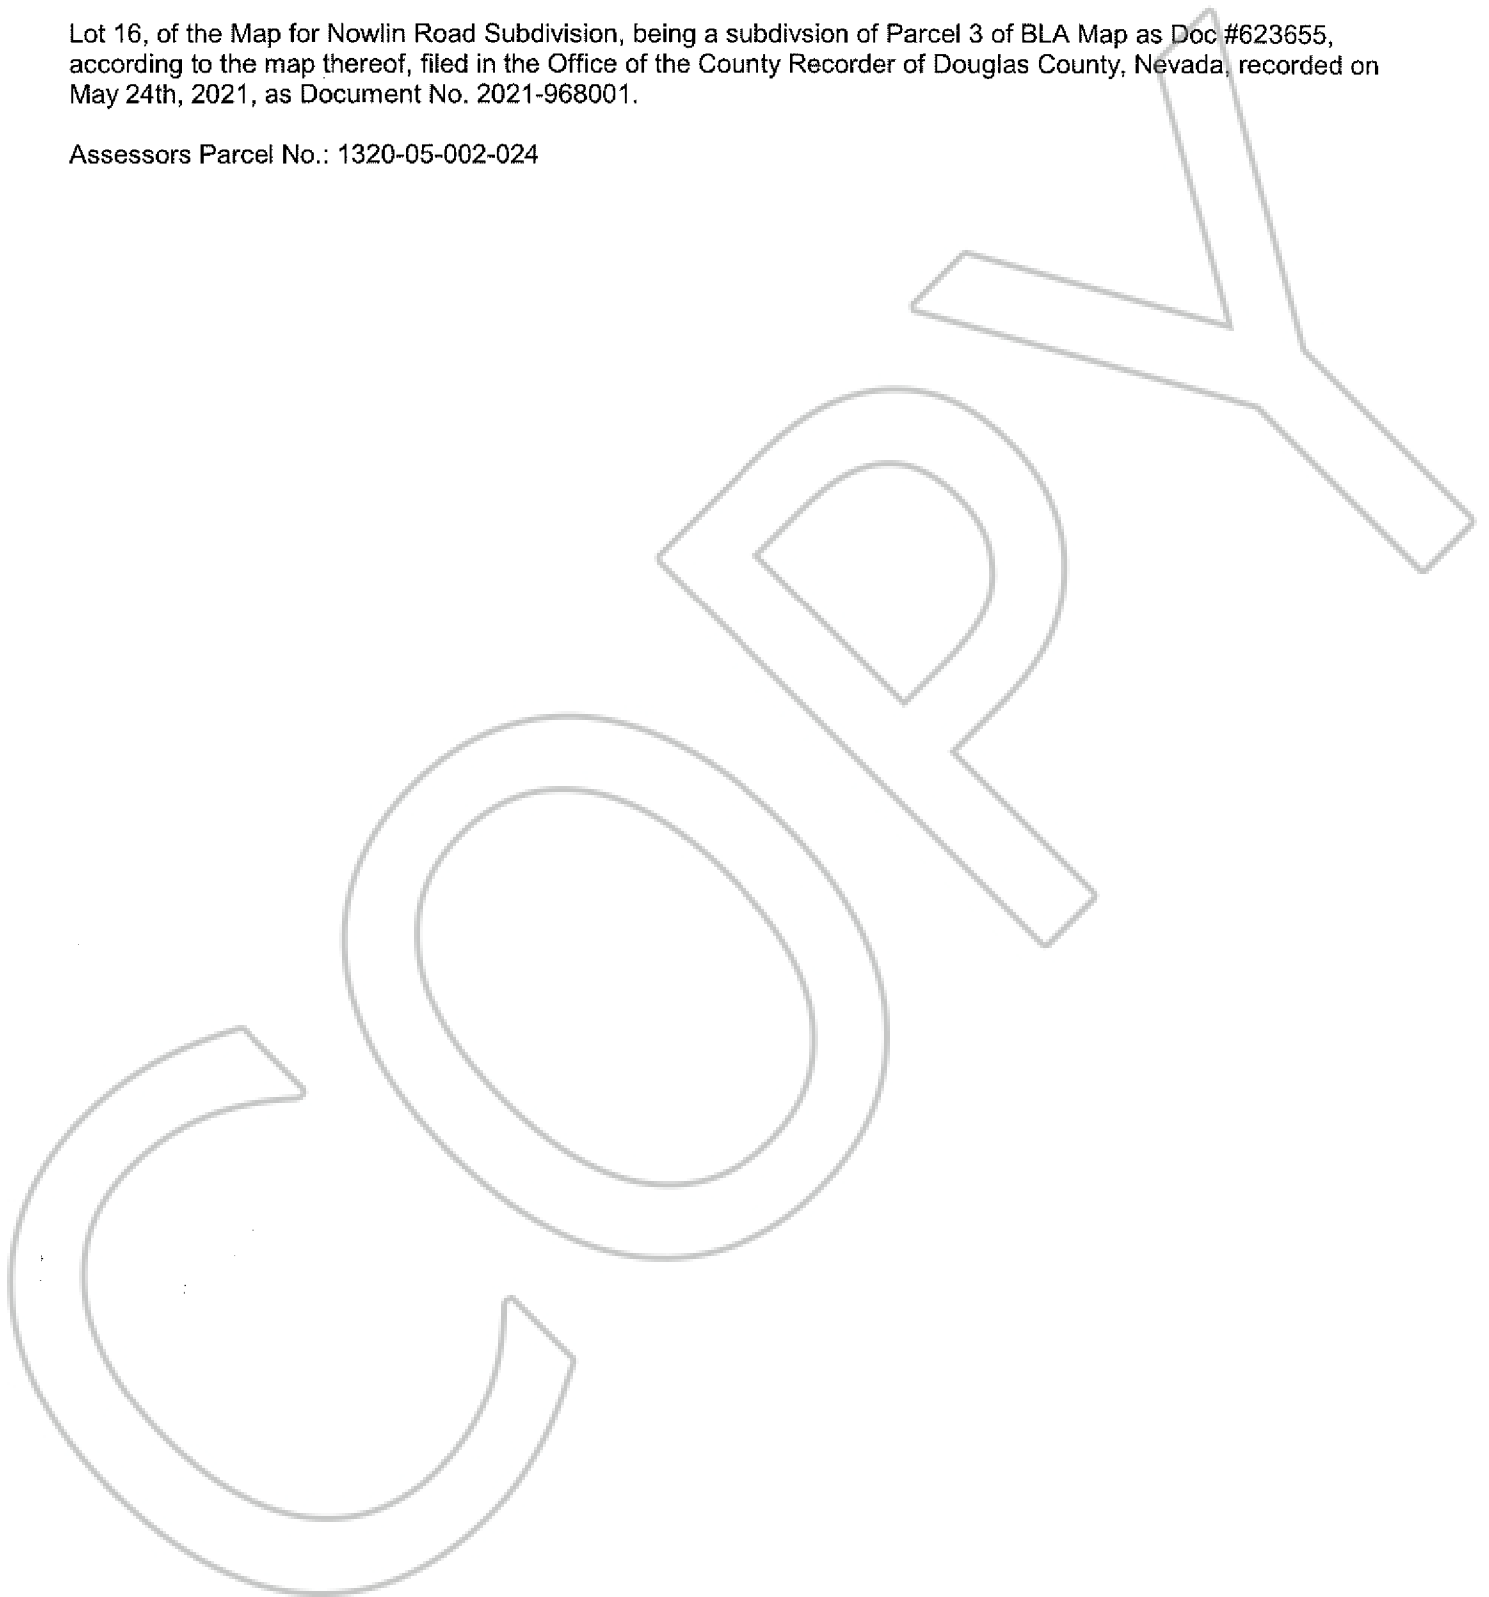 Lot 16, of the Map for Nowlin Road Subdivision, being a subdivsion of Parcel 3 of BLA Map as Doc #623655,
according to the map thereof, filed in the Office of the County Recorder of Douglas County, Nevada, recorded on
May 24th, 2021, as Document No. 2021-968001.
Assessors Parcel No.: 1320-05-002-024
COPY